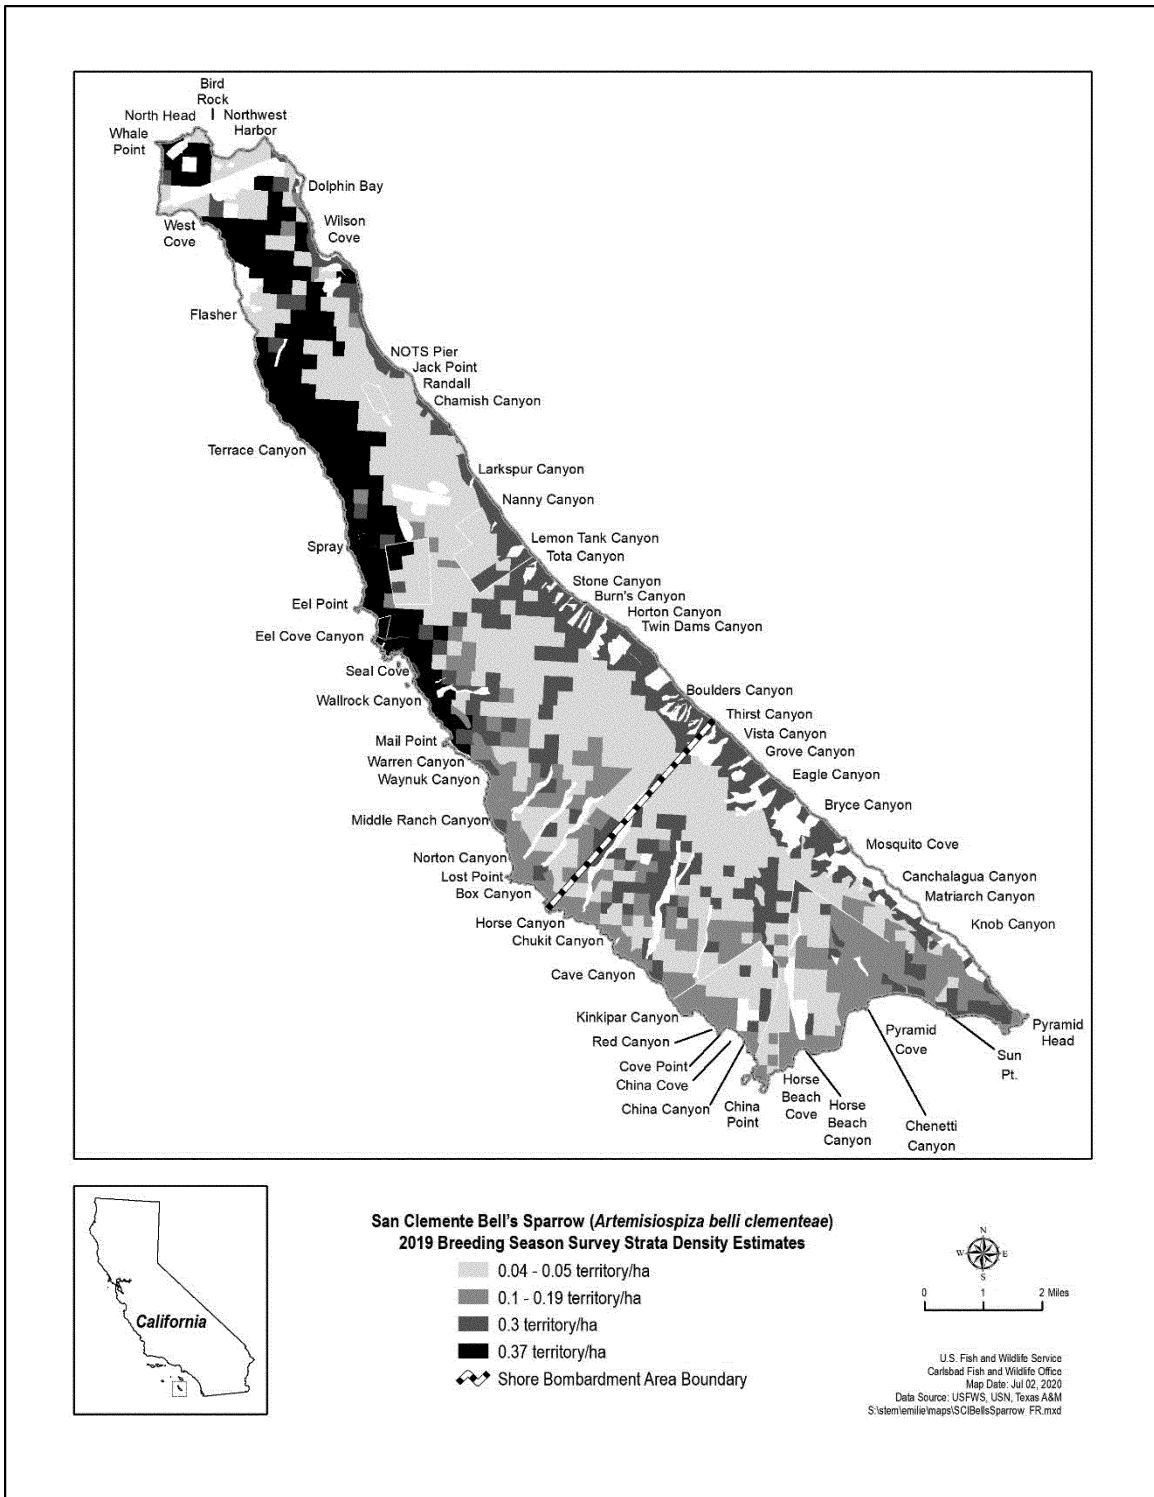 Bird
Rock
North Head
Northwest
Harbor
Whale
Point
Dolphin Bay
West
Cove
Wilson
Cove
Flasher
NOTS Pier
Jack Point
Randall
Chamish Canyon
Terrace Canyon
Larkspur Canyon
Nanny Canyon
Lemon Tank Canyon
Spray
Tota Canyon
Stone Canyon
Burn's Canyon
Eel Point
Horton Canyon
Twin Dams Canyon
Eel Cove Canyon
Seal Cove
Boulders Canyon
Wallrock Canyon
Thirst Canyon
Vista Canyon
Mail Point
Grove Canyon
Warren Canyon
Waynuk Canyon
Eagle Canyon
Bryce Canyon
Middle Ranch Canyon
Mosquito Cove
Norton Canyon
Lost Point
Canchalagua Canyon
Box Canyon
Matriarch Canyon
Horse Canyon
Knob Canyon
Chukit Canyon
Cave Canyon
Kinkipar Canyon
Red Canyon
Pyramid
Cove
Pyramid
Head
Sun
Pt.
Cove Point
China Cove
China Canyon
China
Point
Horse
Beach
Cove
Horse
Beach
Canyon
Chenetti
Canyon
California
San Clemente Bell's Sparrow (Artemisiospiza belli clementeae)
2019 Breeding Season Survey Strata Density Estimates
0.04 - 0.05 territory/ha
0.1 - 0.19 territory/ha
0.3 territory/ha
0.37 territory/ha
Shore Bombardment Area Boundary
N
W E
S
0 1 2 Miles
U.S. Fish and Wildlife Service
Carlsbad Fish and Wildlife Office
Map Date: Jul 02, 2020
Data Source: USFWS, USN, Texas A&M
S:\stem\emilie\maps\SCIBellsSparrow FR.mxd